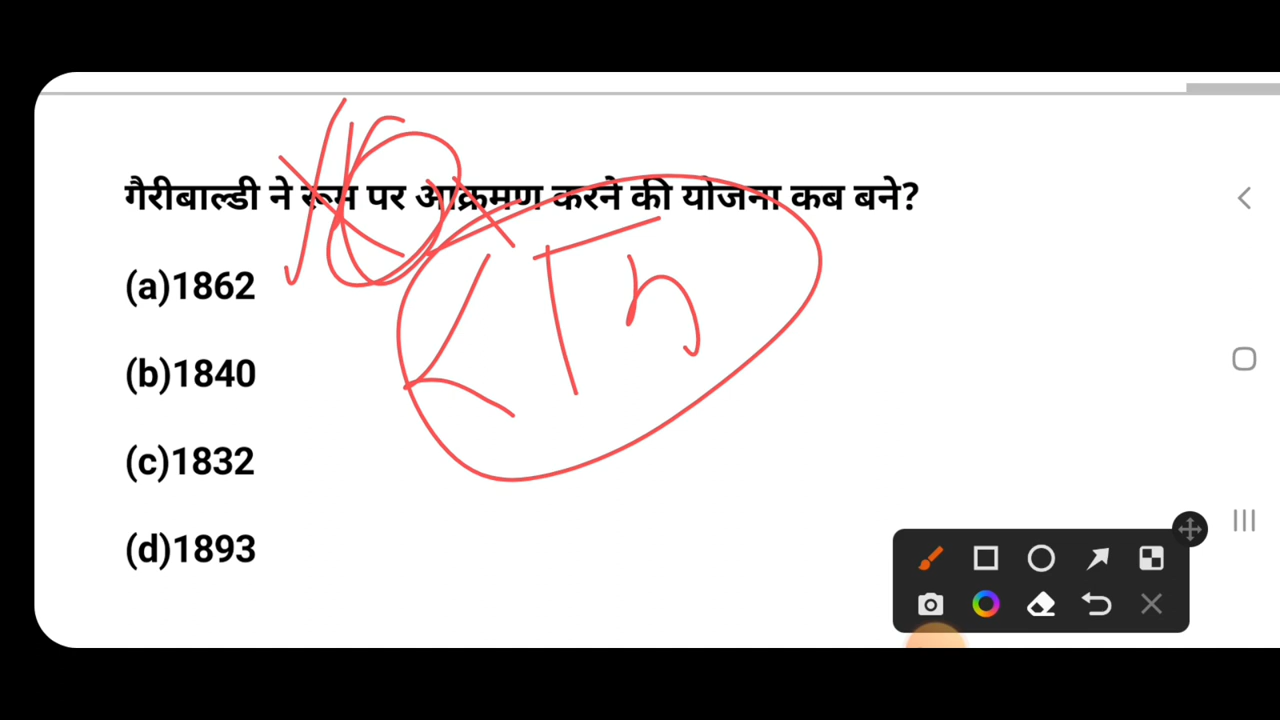 गैरीबाल्डी ने रूम पर आक्रमण करने की योजना कब बने?
(a)1862
(b)1840
(c)1832
(d)1893